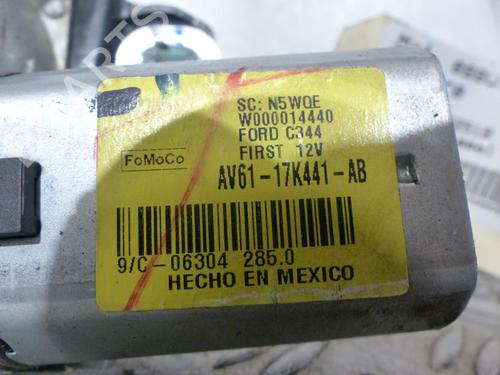 SC: N5WQE
W000014440
FORD C344
FIRST 12V
FoMoCo
AV61-17K441-AB
9/C-06304 285.0
HECHO EN MEXICO